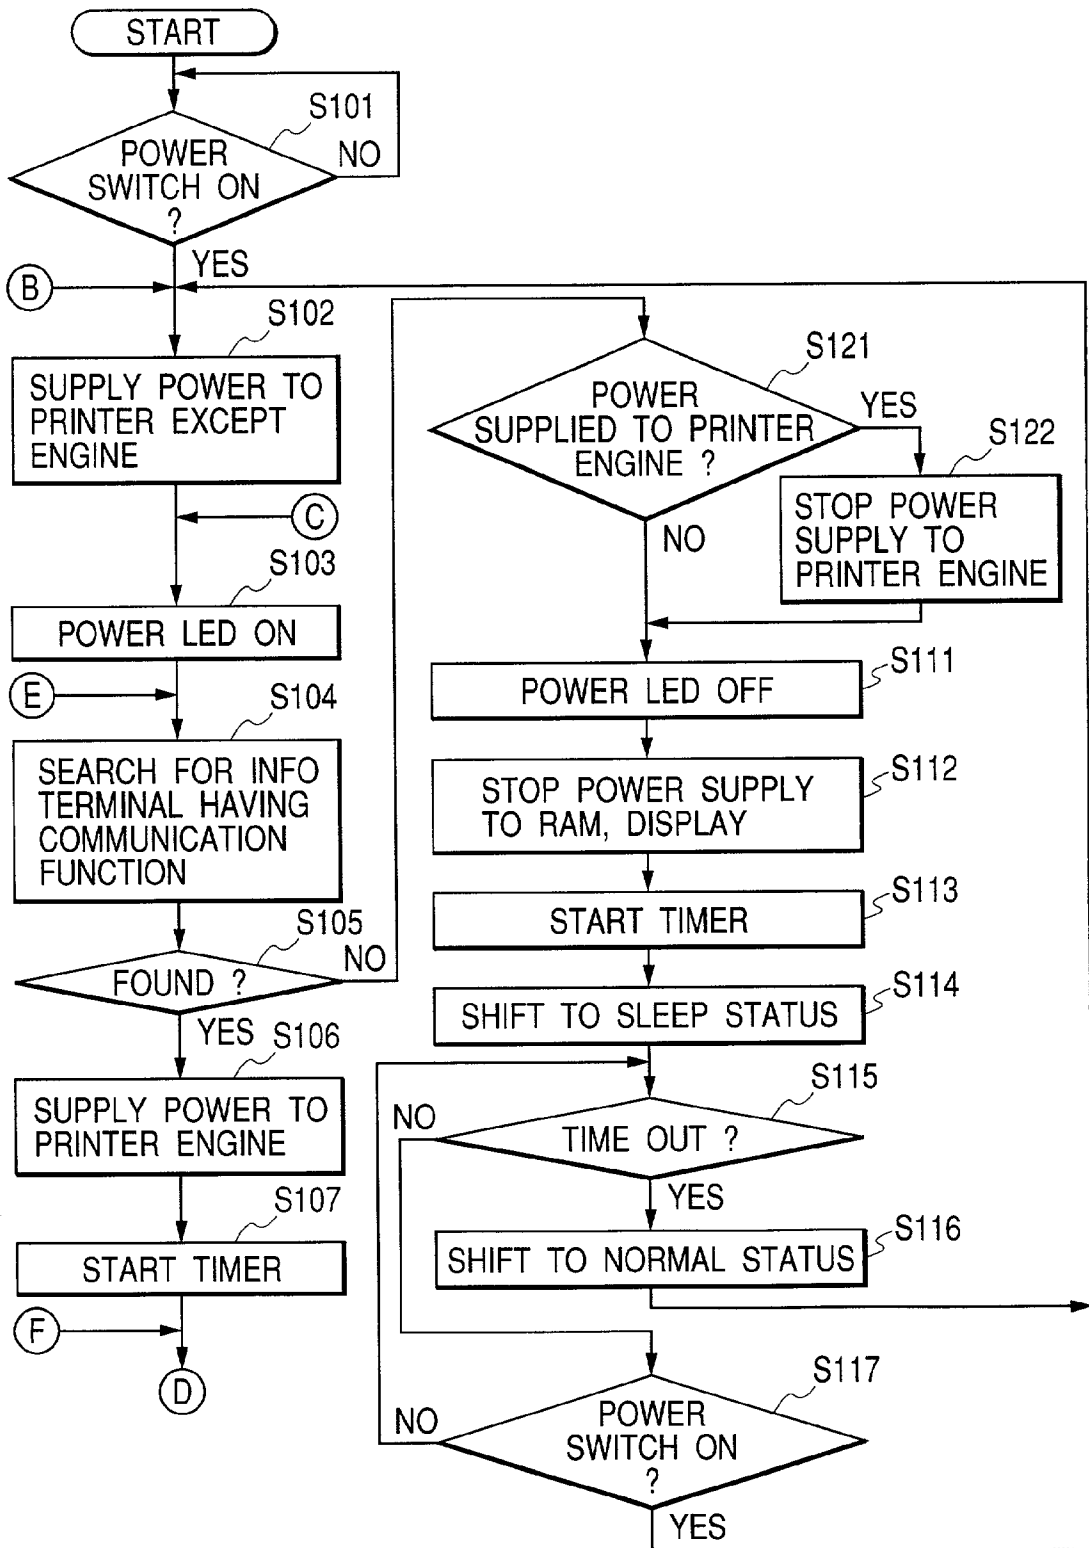 START
S101
POWER
SWITCH ON
?
NO
YES
B
S102
SUPPLY POWER TO
PRINTER EXCEPT
ENGINE
C
S103
POWER LED ON
E
S104
SEARCH FOR INFO
TERMINAL HAVING
COMMUNICATION
FUNCTION
S105
FOUND ?
NO
YES
S106
SUPPLY POWER TO
PRINTER ENGINE
S107
START TIMER
F
D
S121
POWER
SUPPLIED TO PRINTER
ENGINE ?
YES
NO
S122
STOP POWER
SUPPLY TO
PRINTER ENGINE
S111
POWER LED OFF
S112
STOP POWER SUPPLY
TO RAM, DISPLAY
S113
START TIMER
S114
SHIFT TO SLEEP STATUS
S115
NO
TIME OUT ?
YES
S116
SHIFT TO NORMAL STATUS
S117
NO
POWER
SWITCH ON
?
YES